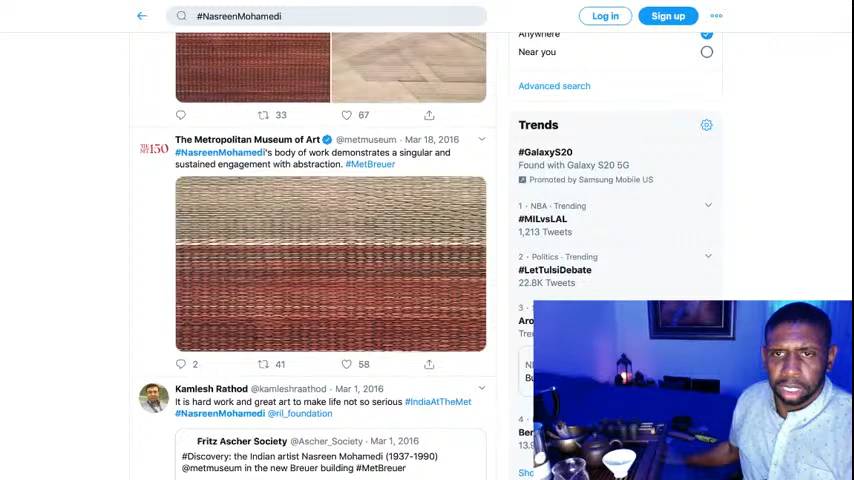 #NasreenMohamedi
Log in
Sign up
Anywhere
Near you
33
67
Advanced search
Trends
#GalaxyS20
Found with Galaxy S20 5G
Promoted by Samsung Mobile US
1 · NBA · Trending
#MILvsLAL
1,213 Tweets
2 · Politics · Trending
#LetTulsiDebate
22.8K Tweets
3 ·
4 ·
THE MET 150
The Metropolitan Museum of Art @metmuseum · Mar 18, 2016
#NasreenMohamedi's body of work demonstrates a singular and
sustained engagement with abstraction. #MetBreuer
2
41
58
Kamlesh Rathod @kamleshraathod · Mar 1, 2016
It is hard work and great art to make life not so serious #IndiaAtTheMet
#NasreenMohamedi @ril_foundation
Fritz Ascher Society @Ascher_Society · Mar 1, 2016
#Discovery: the Indian artist Nasreen Mohamedi (1937-1990)
@metmuseum in the new Breuer building #MetBreuer